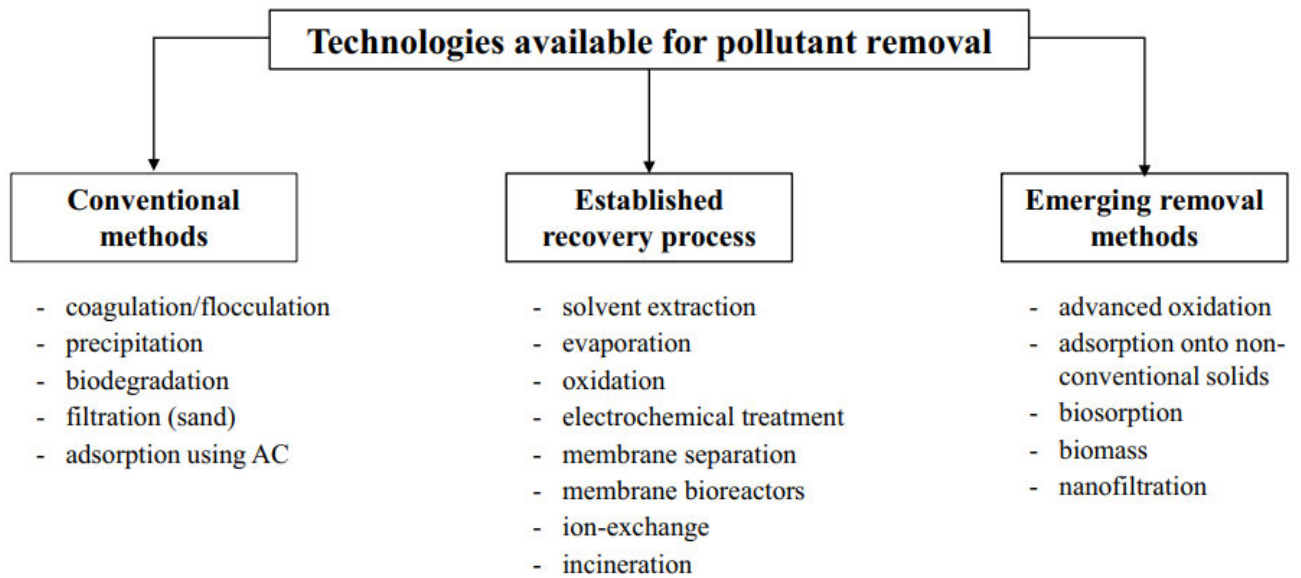 Technologies available for pollutant removal
Conventional
methods
- coagulation/flocculation
- precipitation
- biodegradation
- filtration (sand)
- adsorption using AC
Established
recovery process
- solvent extraction
- evaporation
- oxidation
- electrochemical treatment
- membrane separation
- membrane bioreactors
- ion-exchange
- incineration
Emerging removal
methods
- advanced oxidation
- adsorption onto non-
conventional solids
- biosorption
- biomass
- nanofiltration